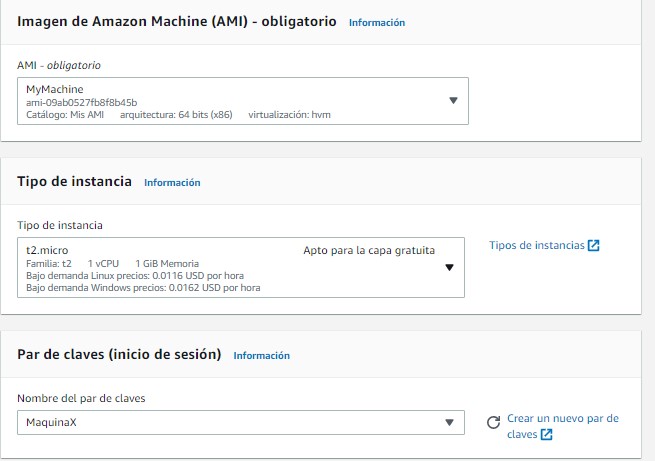 Imagen de Amazon Machine (AMI) - obligatorio Información
AMI - obligatorio
MyMachine
ami-09ab0527fb8f8b45b
Catálogo: Mis AMI arquitectura: 64 bits (x86) virtualización: hvm
Tipo de instancia Información
Tipo de instancia
t2.micro Apto para la capa gratuita
Familia: t2 1 vCPU 1 GiB Memoria
Bajo demanda Linux precios: 0.0116 USD por hora
Bajo demanda Windows precios: 0.0162 USD por hora
Tipos de instancias
Par de claves (inicio de sesión) Información
Nombre del par de claves
MaquinaX
Crear un nuevo par de
claves